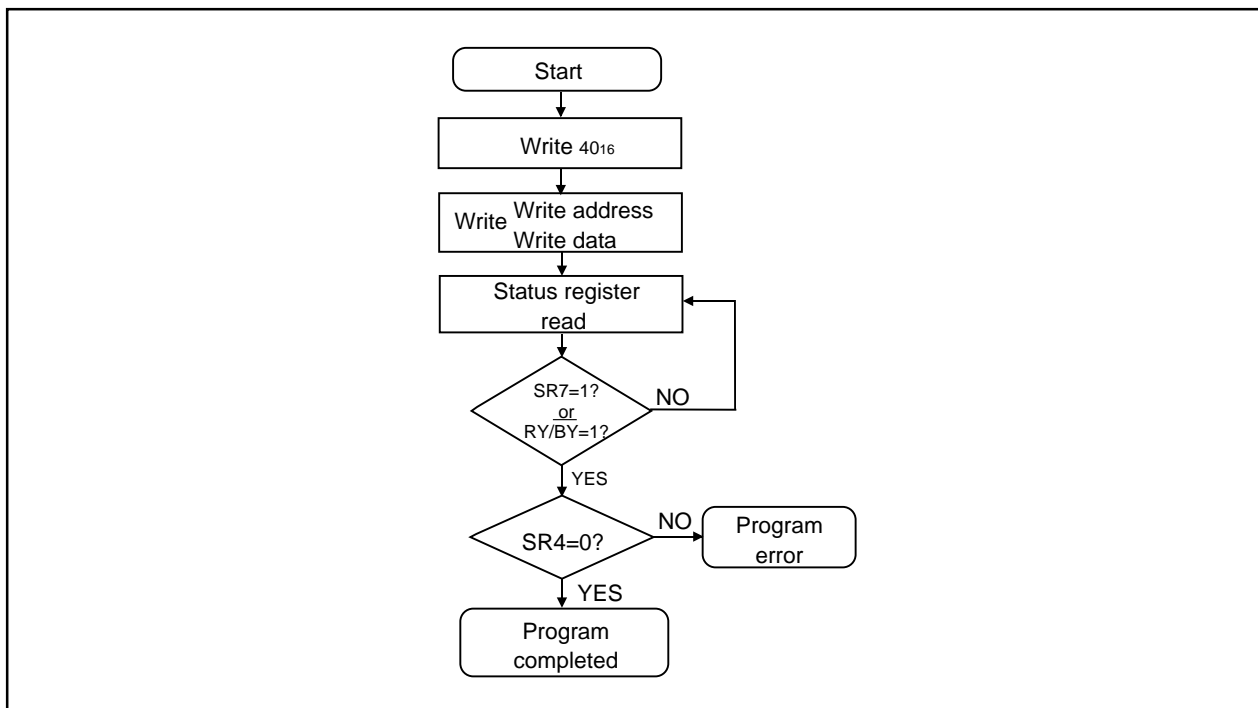 Start
Write 40₁₆
Write Write address
Write data
Status register
read
SR7=1?
or
RY/B̅Y̅=1?
NO
YES
SR4=0?
NO
Program
error
YES
Program
completed